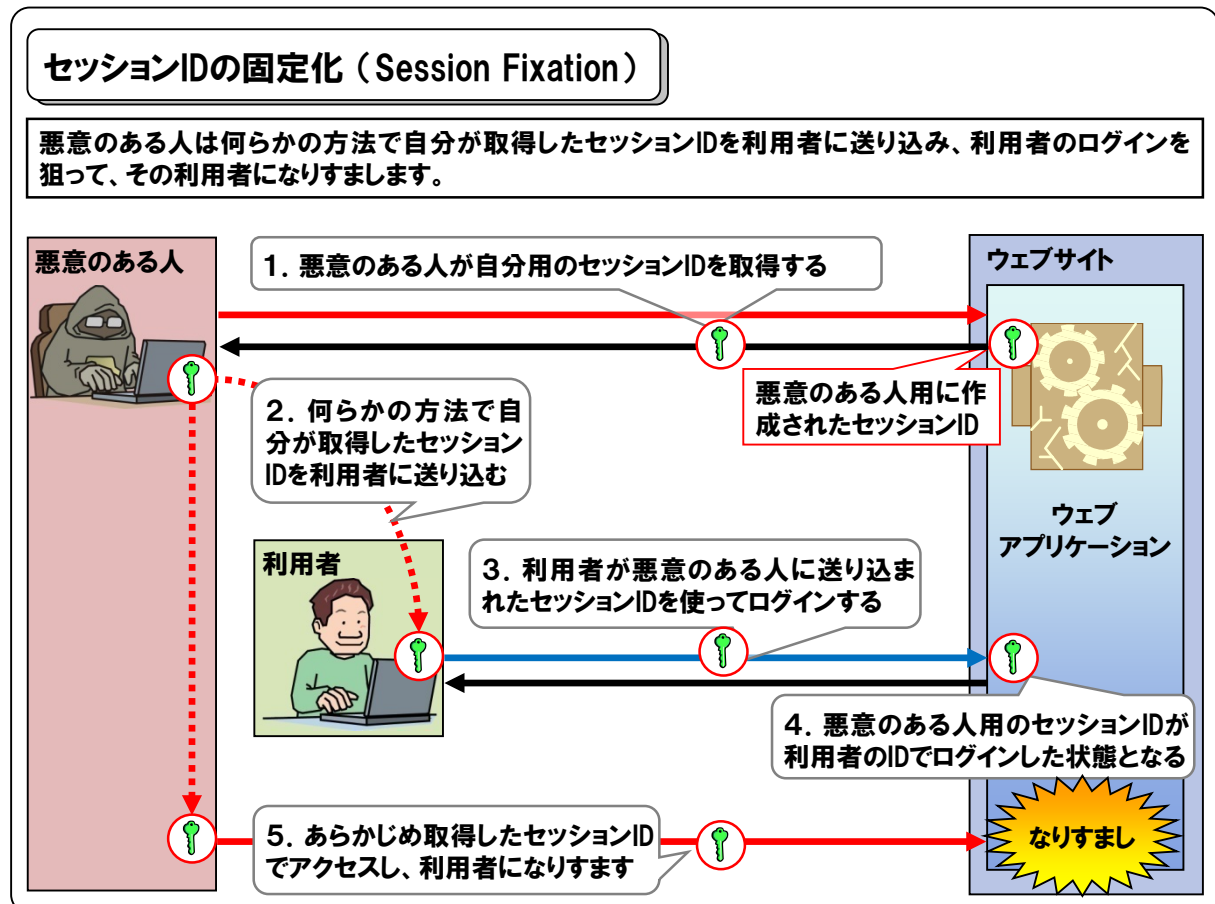 セッションIDの固定化（Session Fixation）
悪意のある人は何らかの方法で自分が取得したセッションIDを利用者に送り込み、利用者のログインを
狙って、その利用者になりすまします。
悪意のある人
1．悪意のある人が自分用のセッションIDを取得する
ウェブサイト
悪意のある人用に作
成されたセッションID
2．何らかの方法で自
分が取得したセッション
IDを利用者に送り込む
ウェブ
アプリケーション
利用者
3．利用者が悪意のある人に送り込ま
れたセッションIDを使ってログインする
4．悪意のある人用のセッションIDが
利用者のIDでログインした状態となる
5．あらかじめ取得したセッションID
でアクセスし、利用者になりすます
なりすまし